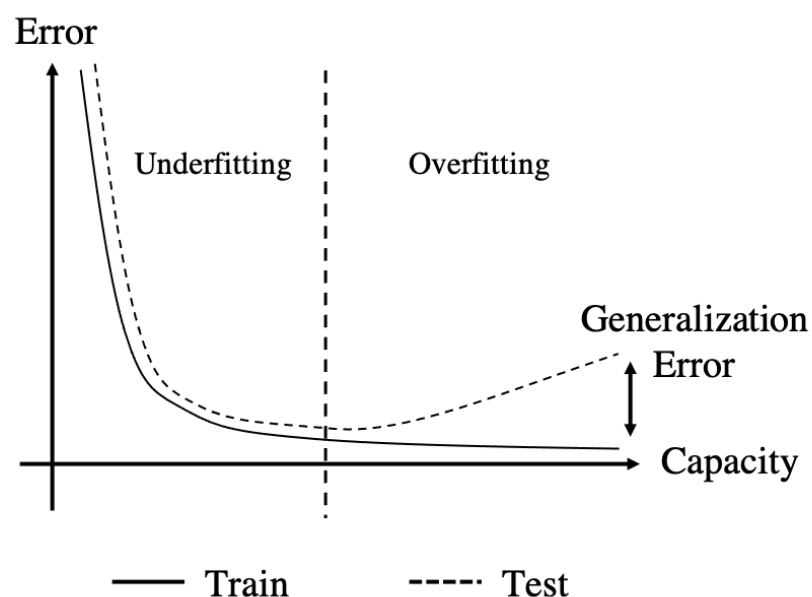 Error
Underfitting
Overfitting
Generalization
Error
Capacity
Train
Test